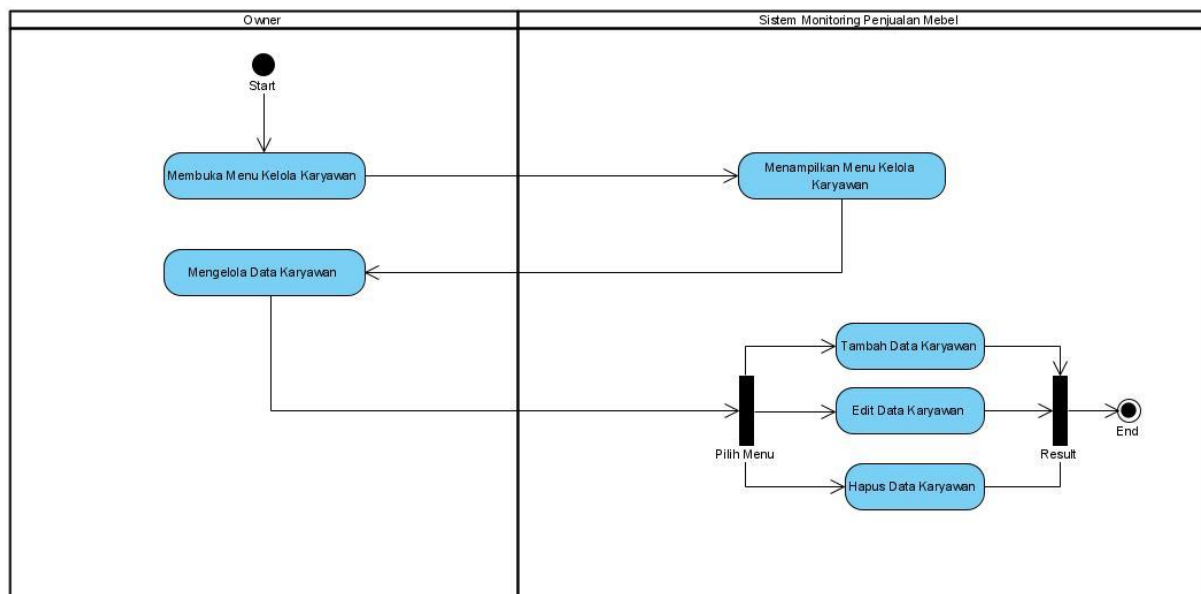 Owner
Sistem Monitoring Penjualan Mebel
Start
Membuka Menu Kelola Karyawan
Menampilkan Menu Kelola
Karyawan
Mengelola Data Karyawan
Tambah Data Karyawan
Edit Data Karyawan
End
Pilih Menu
Result
Hapus Data Karyawan